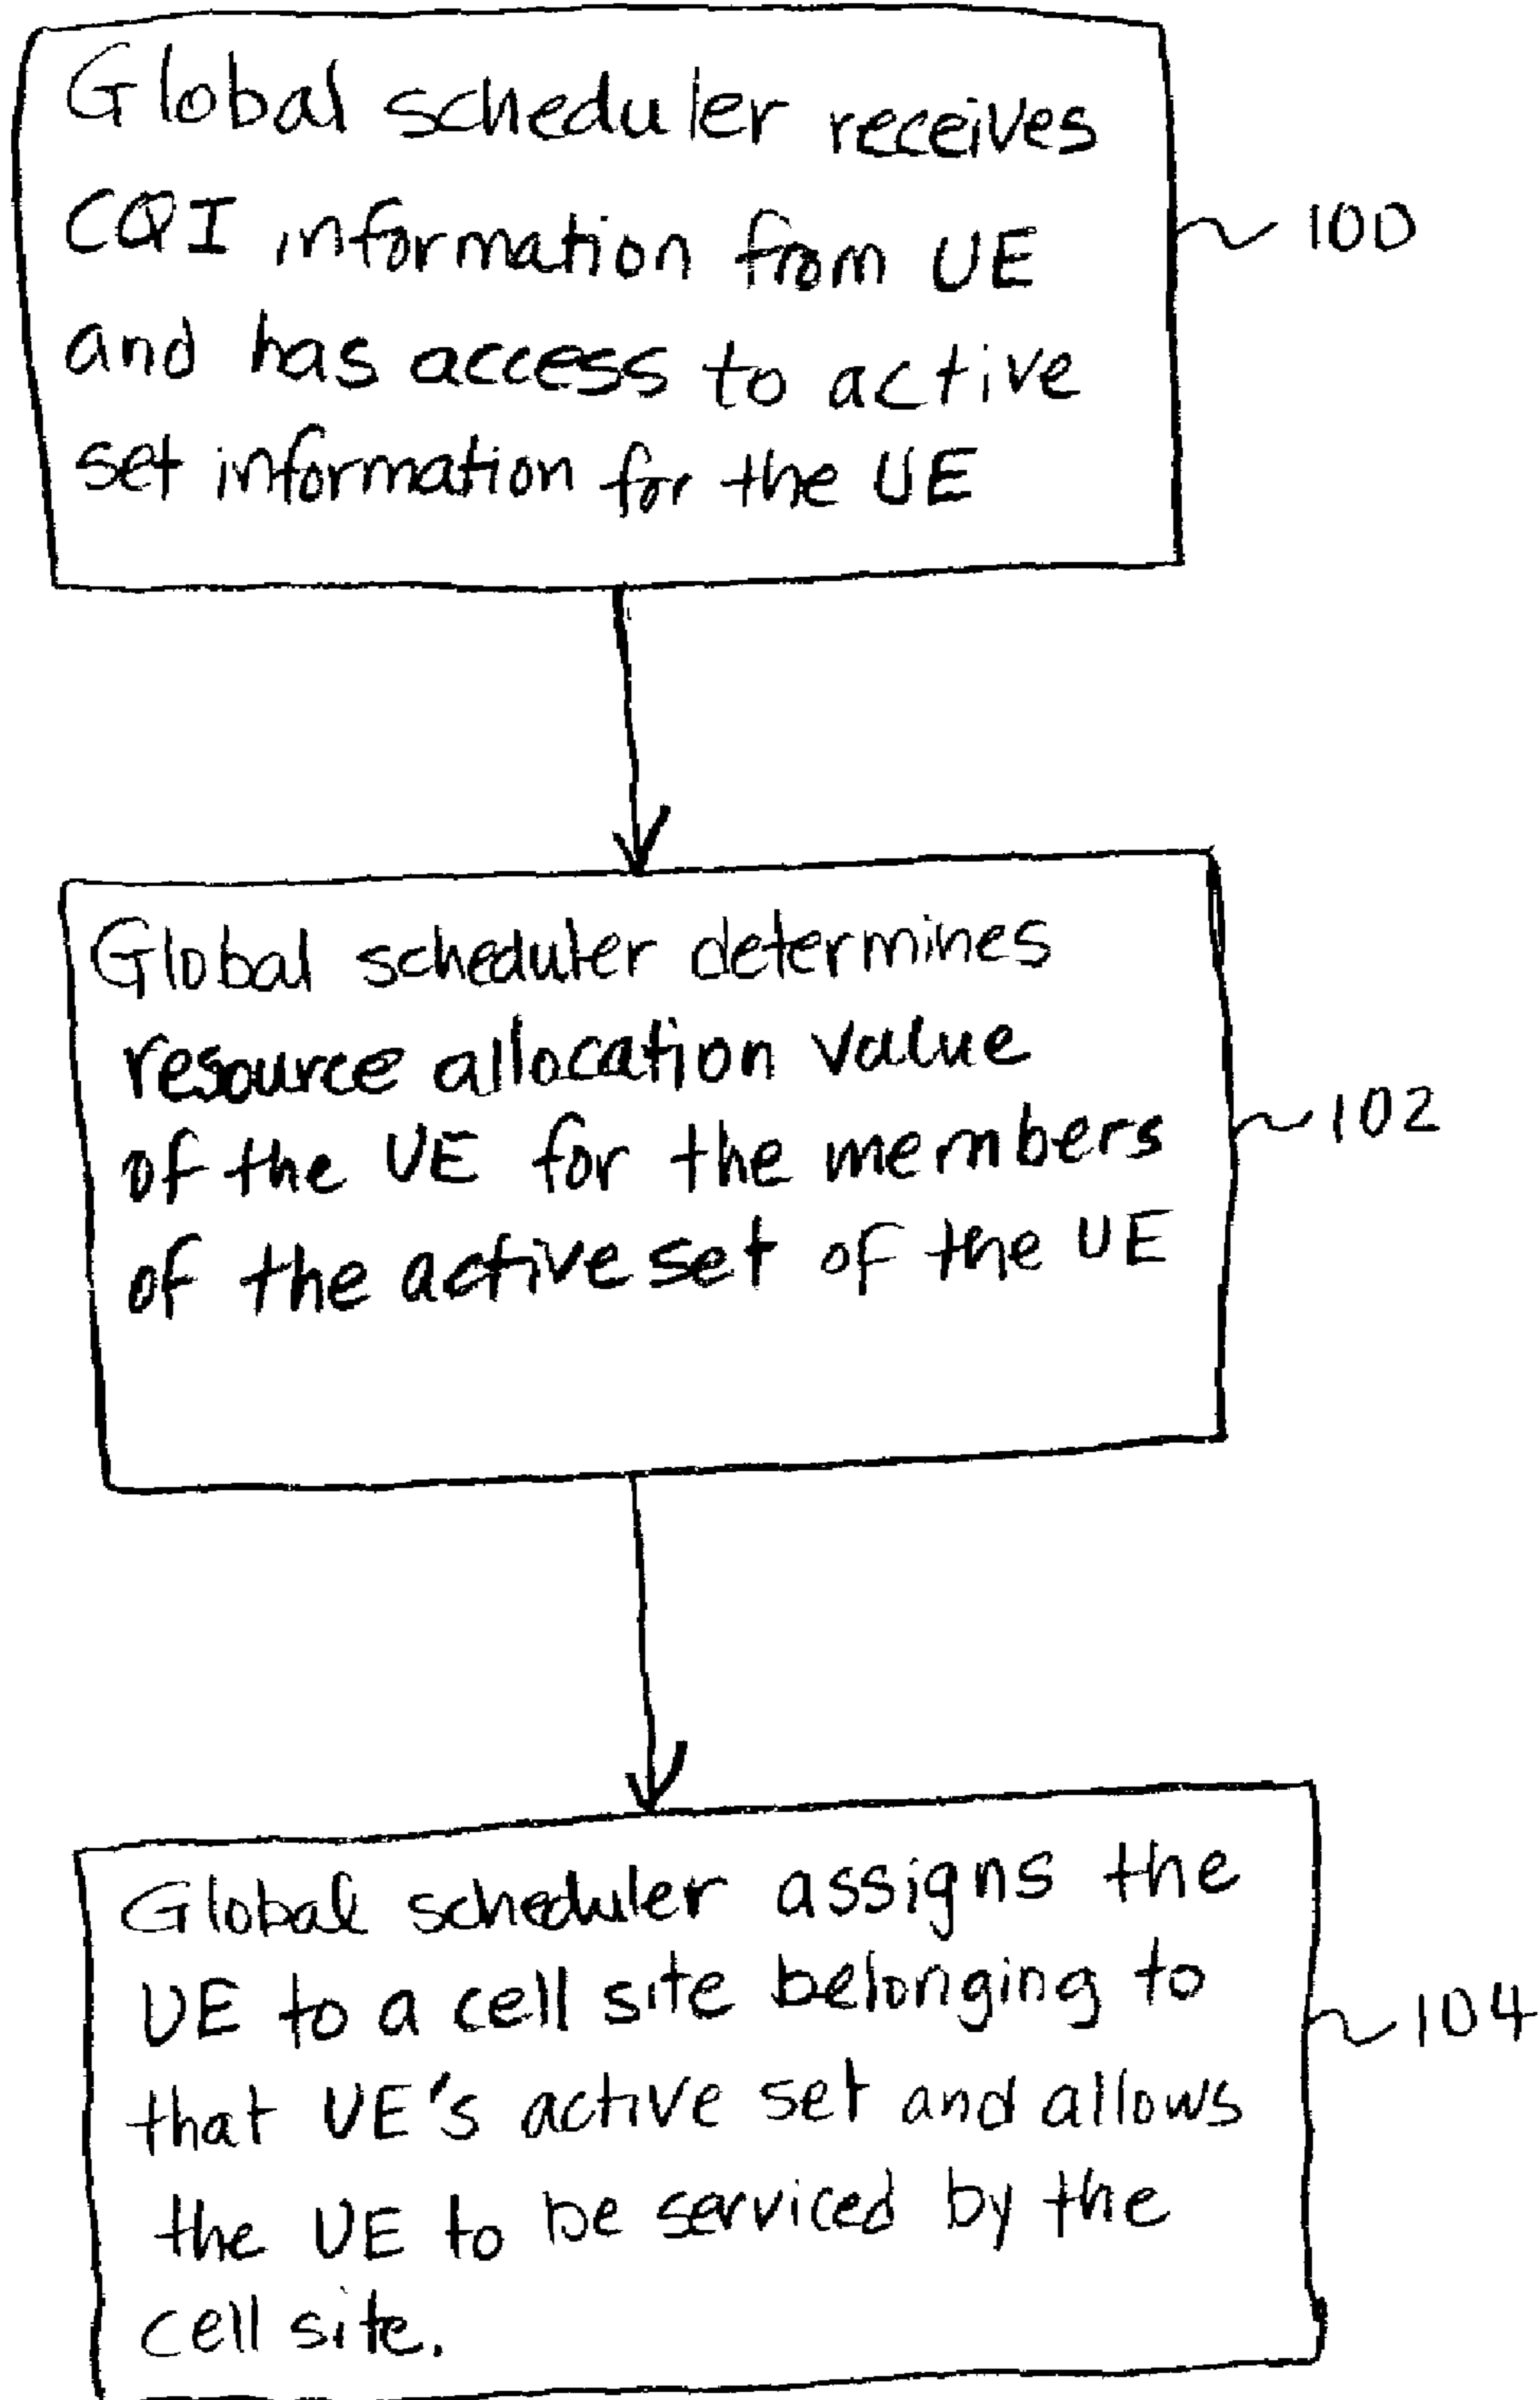 Global scheduler receives
CQI information from UE
and has access to active
set information for the UE
100
Global scheduler determines
resource allocation value
of the UE for the members
of the active set of the UE
102
Global scheduler assigns the
UE to a cell site belonging to
that UE's active set and allows
the UE to be serviced by the
cell site.
104